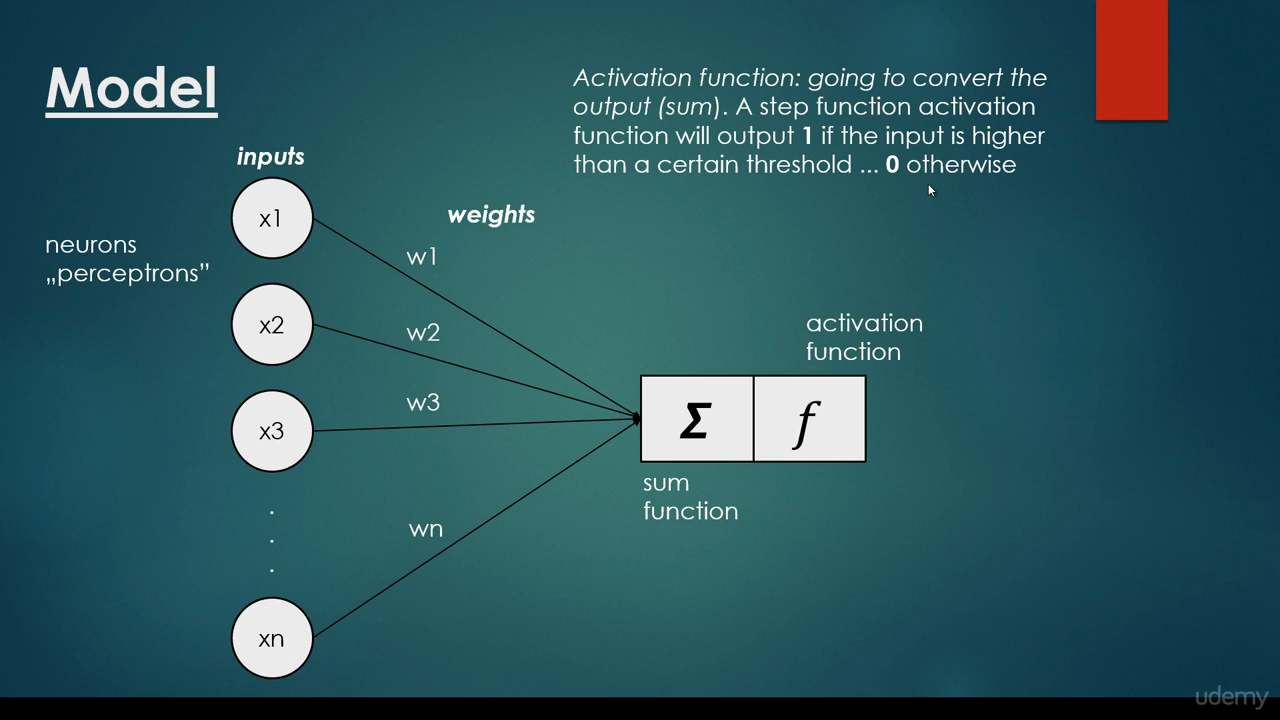 Model
Activation function: going to convert the
output (sum). A step function activation
function will output 1 if the input is higher
than a certain threshold ... 0 otherwise
inputs
x1
weights
neurons
„perceptrons”
w1
x2
w2
activation
function
x3
w3
Σ
f
sum
function
.
.
.
wn
xn
udemy